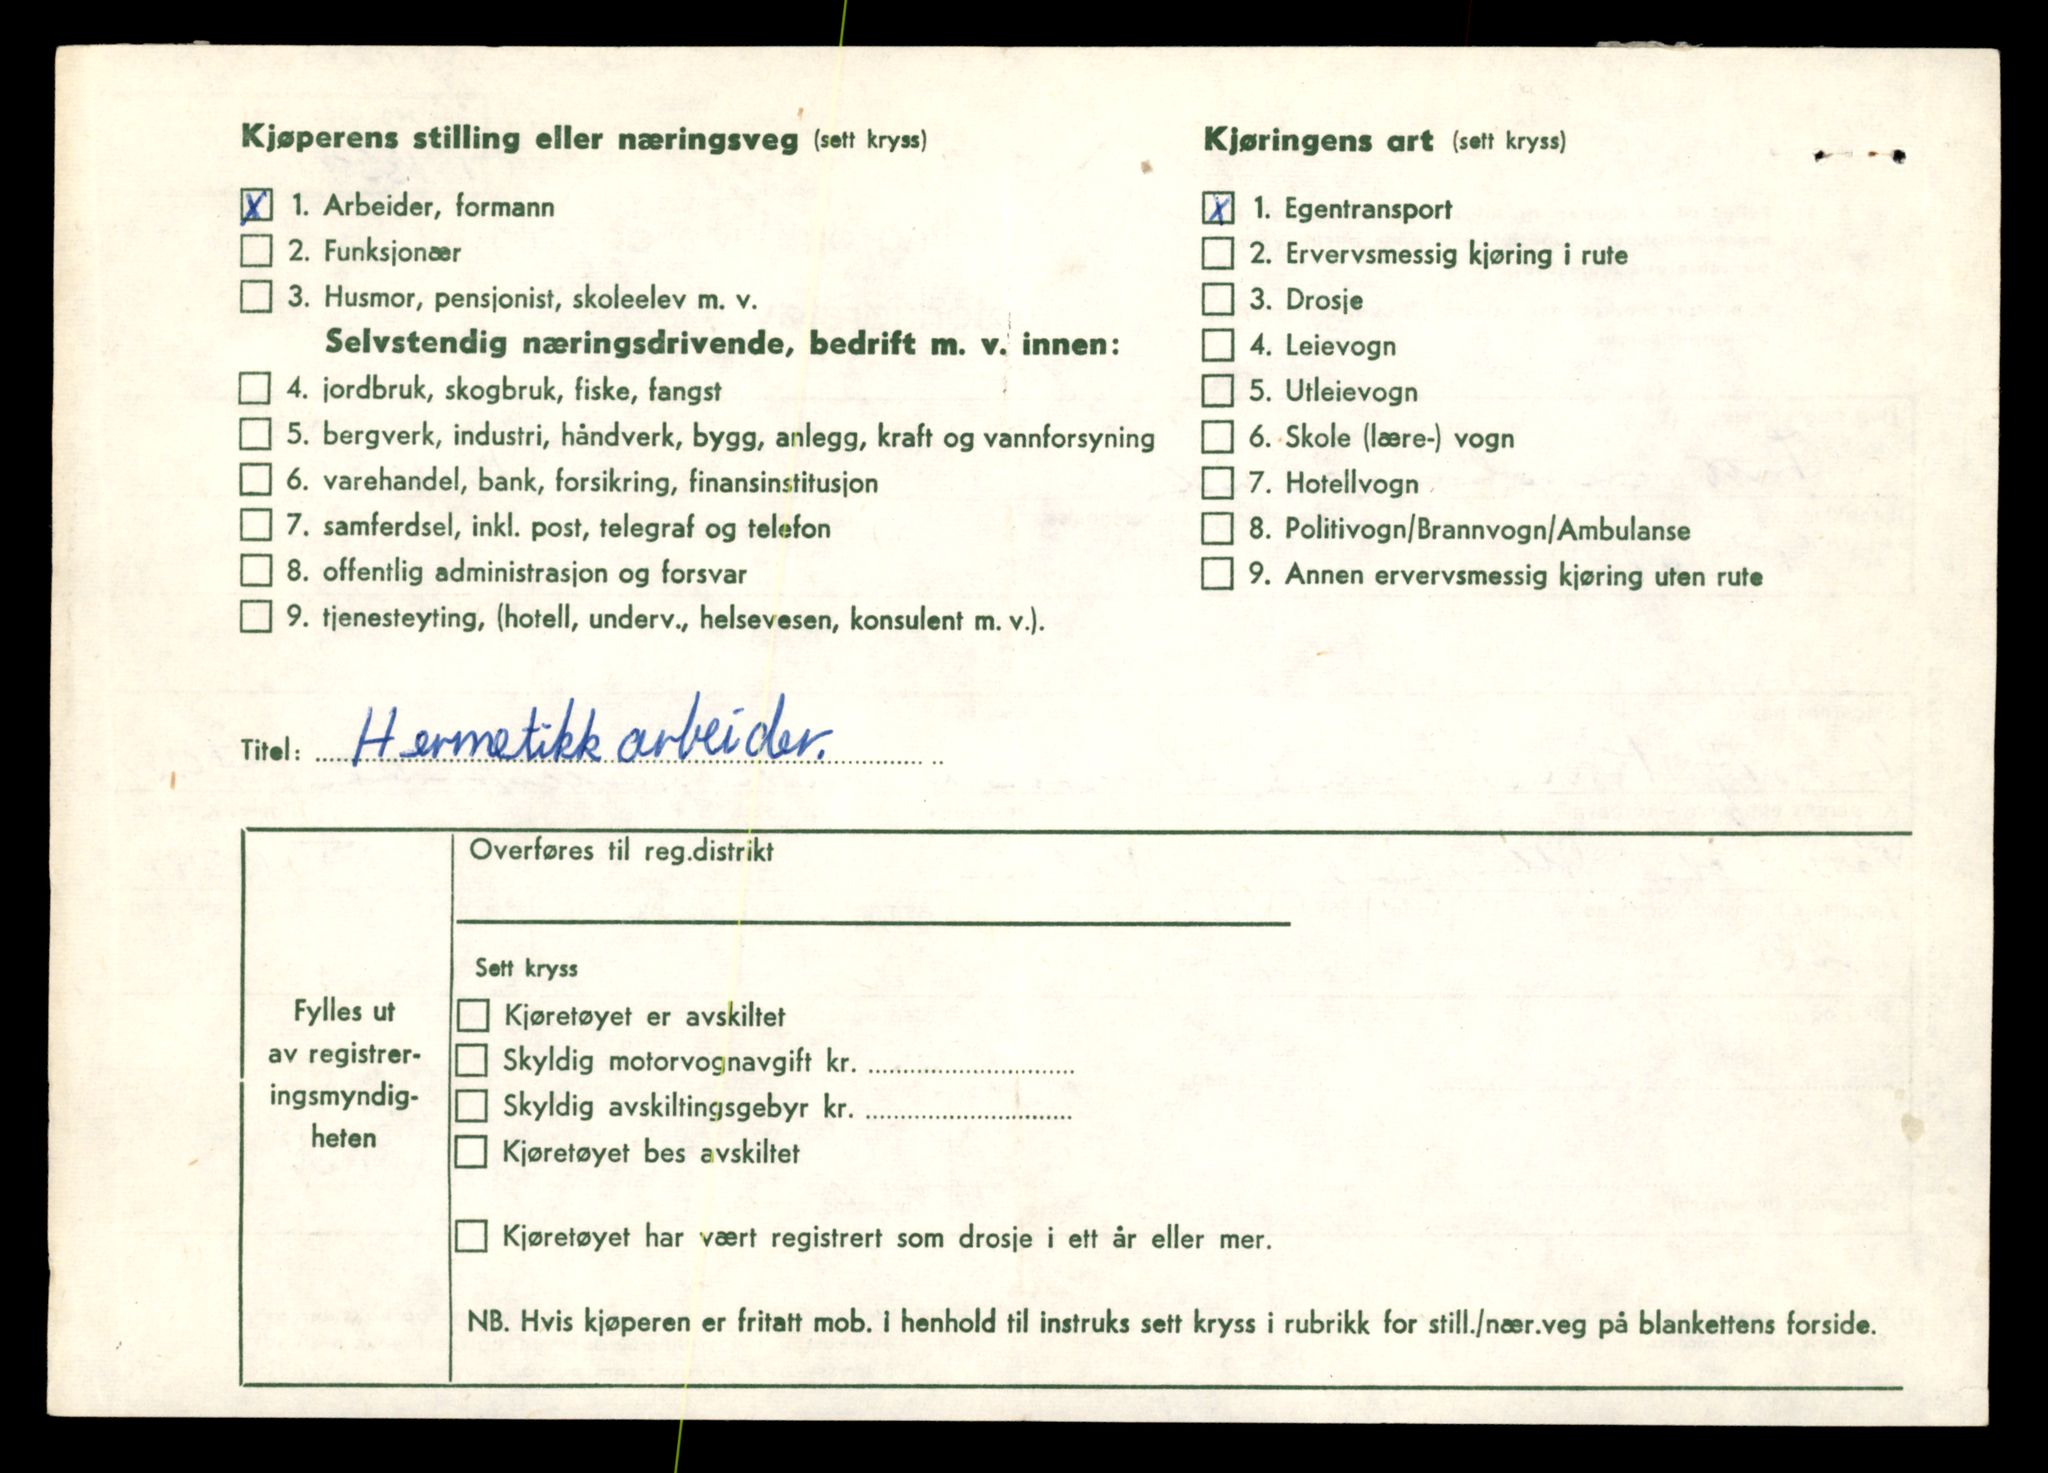 Kjøperens stilling eller næringsveg (sett kryss)
X 1. Arbeider, formann
2. Funksjonær
3. Husmor, pensjonist, skoleelev m. v.
Selvstendig næringsdrivende, bedrift m. v. innen:
4. jordbruk, skogbruk, fiske, fangst
5. bergverk, industri, håndverk, bygg, anlegg, kraft og vannforsyning
6. varehandel, bank, forsikring, finansinstitusjon
7. samferdsel, inkl. post, telegraf og telefon
8. offentlig administrasjon og forsvar
9. tjenesteyting, (hotell, underv., helsevesen, konsulent m. v.).
Kjøringens art (sett kryss)
X 1. Egentransport
2. Ervervsmessig kjøring i rute
3. Drosje
4. Leievogn
5. Utleievogn
6. Skole (lære-) vogn
7. Hotellvogn
8. Politivogn/Brannvogn/Ambulanse
9. Annen ervervsmessig kjøring uten rute
Titel: Hermetikk arbeider.
Fylles ut
av registrer-
ingsmyndig-
heten
Overføres til reg.distrikt
Sett kryss
Kjøretøyet er avskiltet
Skyldig motorvognavgift kr.
Skyldig avskiltingsgebyr kr.
Kjøretøyet bes avskiltet
Kjøretøyet har vært registrert som drosje i ett år eller mer.
NB. Hvis kjøperen er fritatt mob. i henhold til instruks sett kryss i rubrikk for still./nær.veg på blankettens forside.